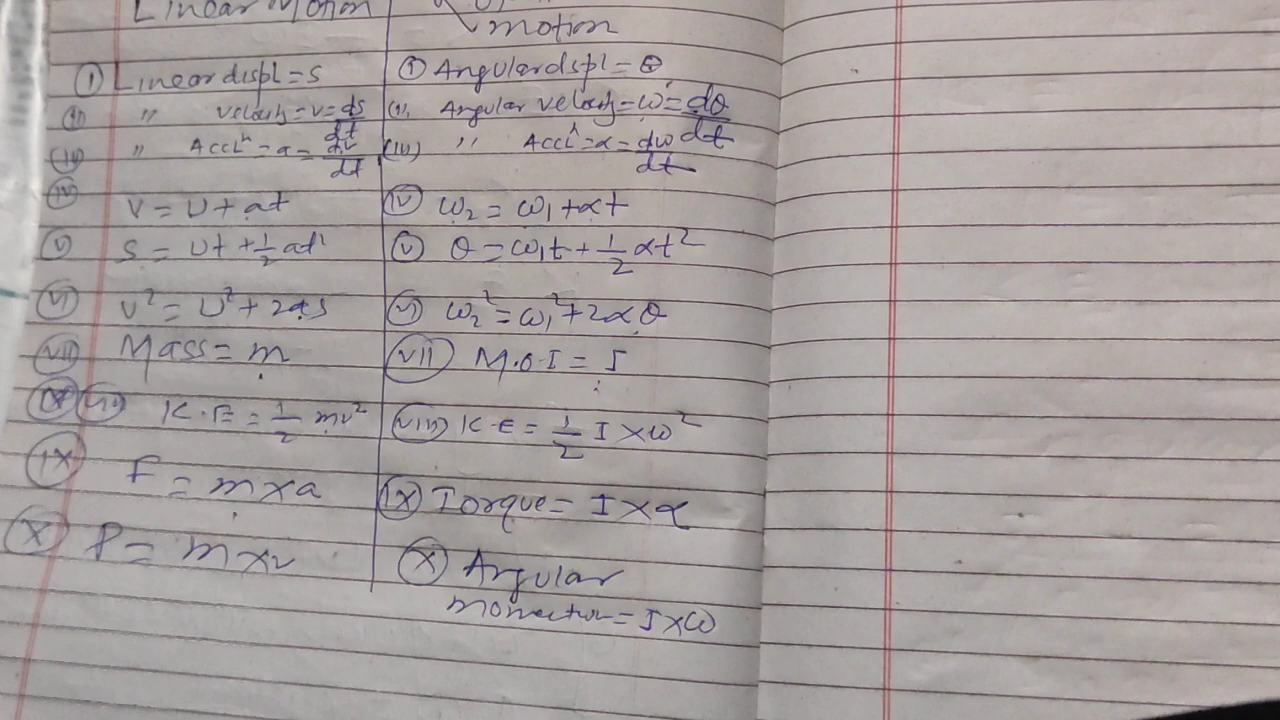 Linear Motion
motion
(i) Linear displ = s
(i) Angular dspl = θ
(ii) " velocity = v = ds/dt
(ii) Angular velocity = ω = dθ/dt
(iii) " Accl^n = a = dv/dt
(iii) " Accl^n = α = dω/dt
(iv) v = U + at
(iv) ω₂ = ω₁ + αt
(v) S = Ut + 1/2 at²
(v) θ = ω₁t + 1/2 αt²
(vi) v² = U² + 2as
(vi) ω₂² = ω₁² + 2αθ
(vii) Mass = m
(vii) M.O.I = I
(viii) K.E = 1/2 mv²
(viii) K.E = 1/2 I × ω²
(ix) F = m × a
(ix) Torque = I × α
(x) P = m × v
(x) Angular
momentum = I × ω